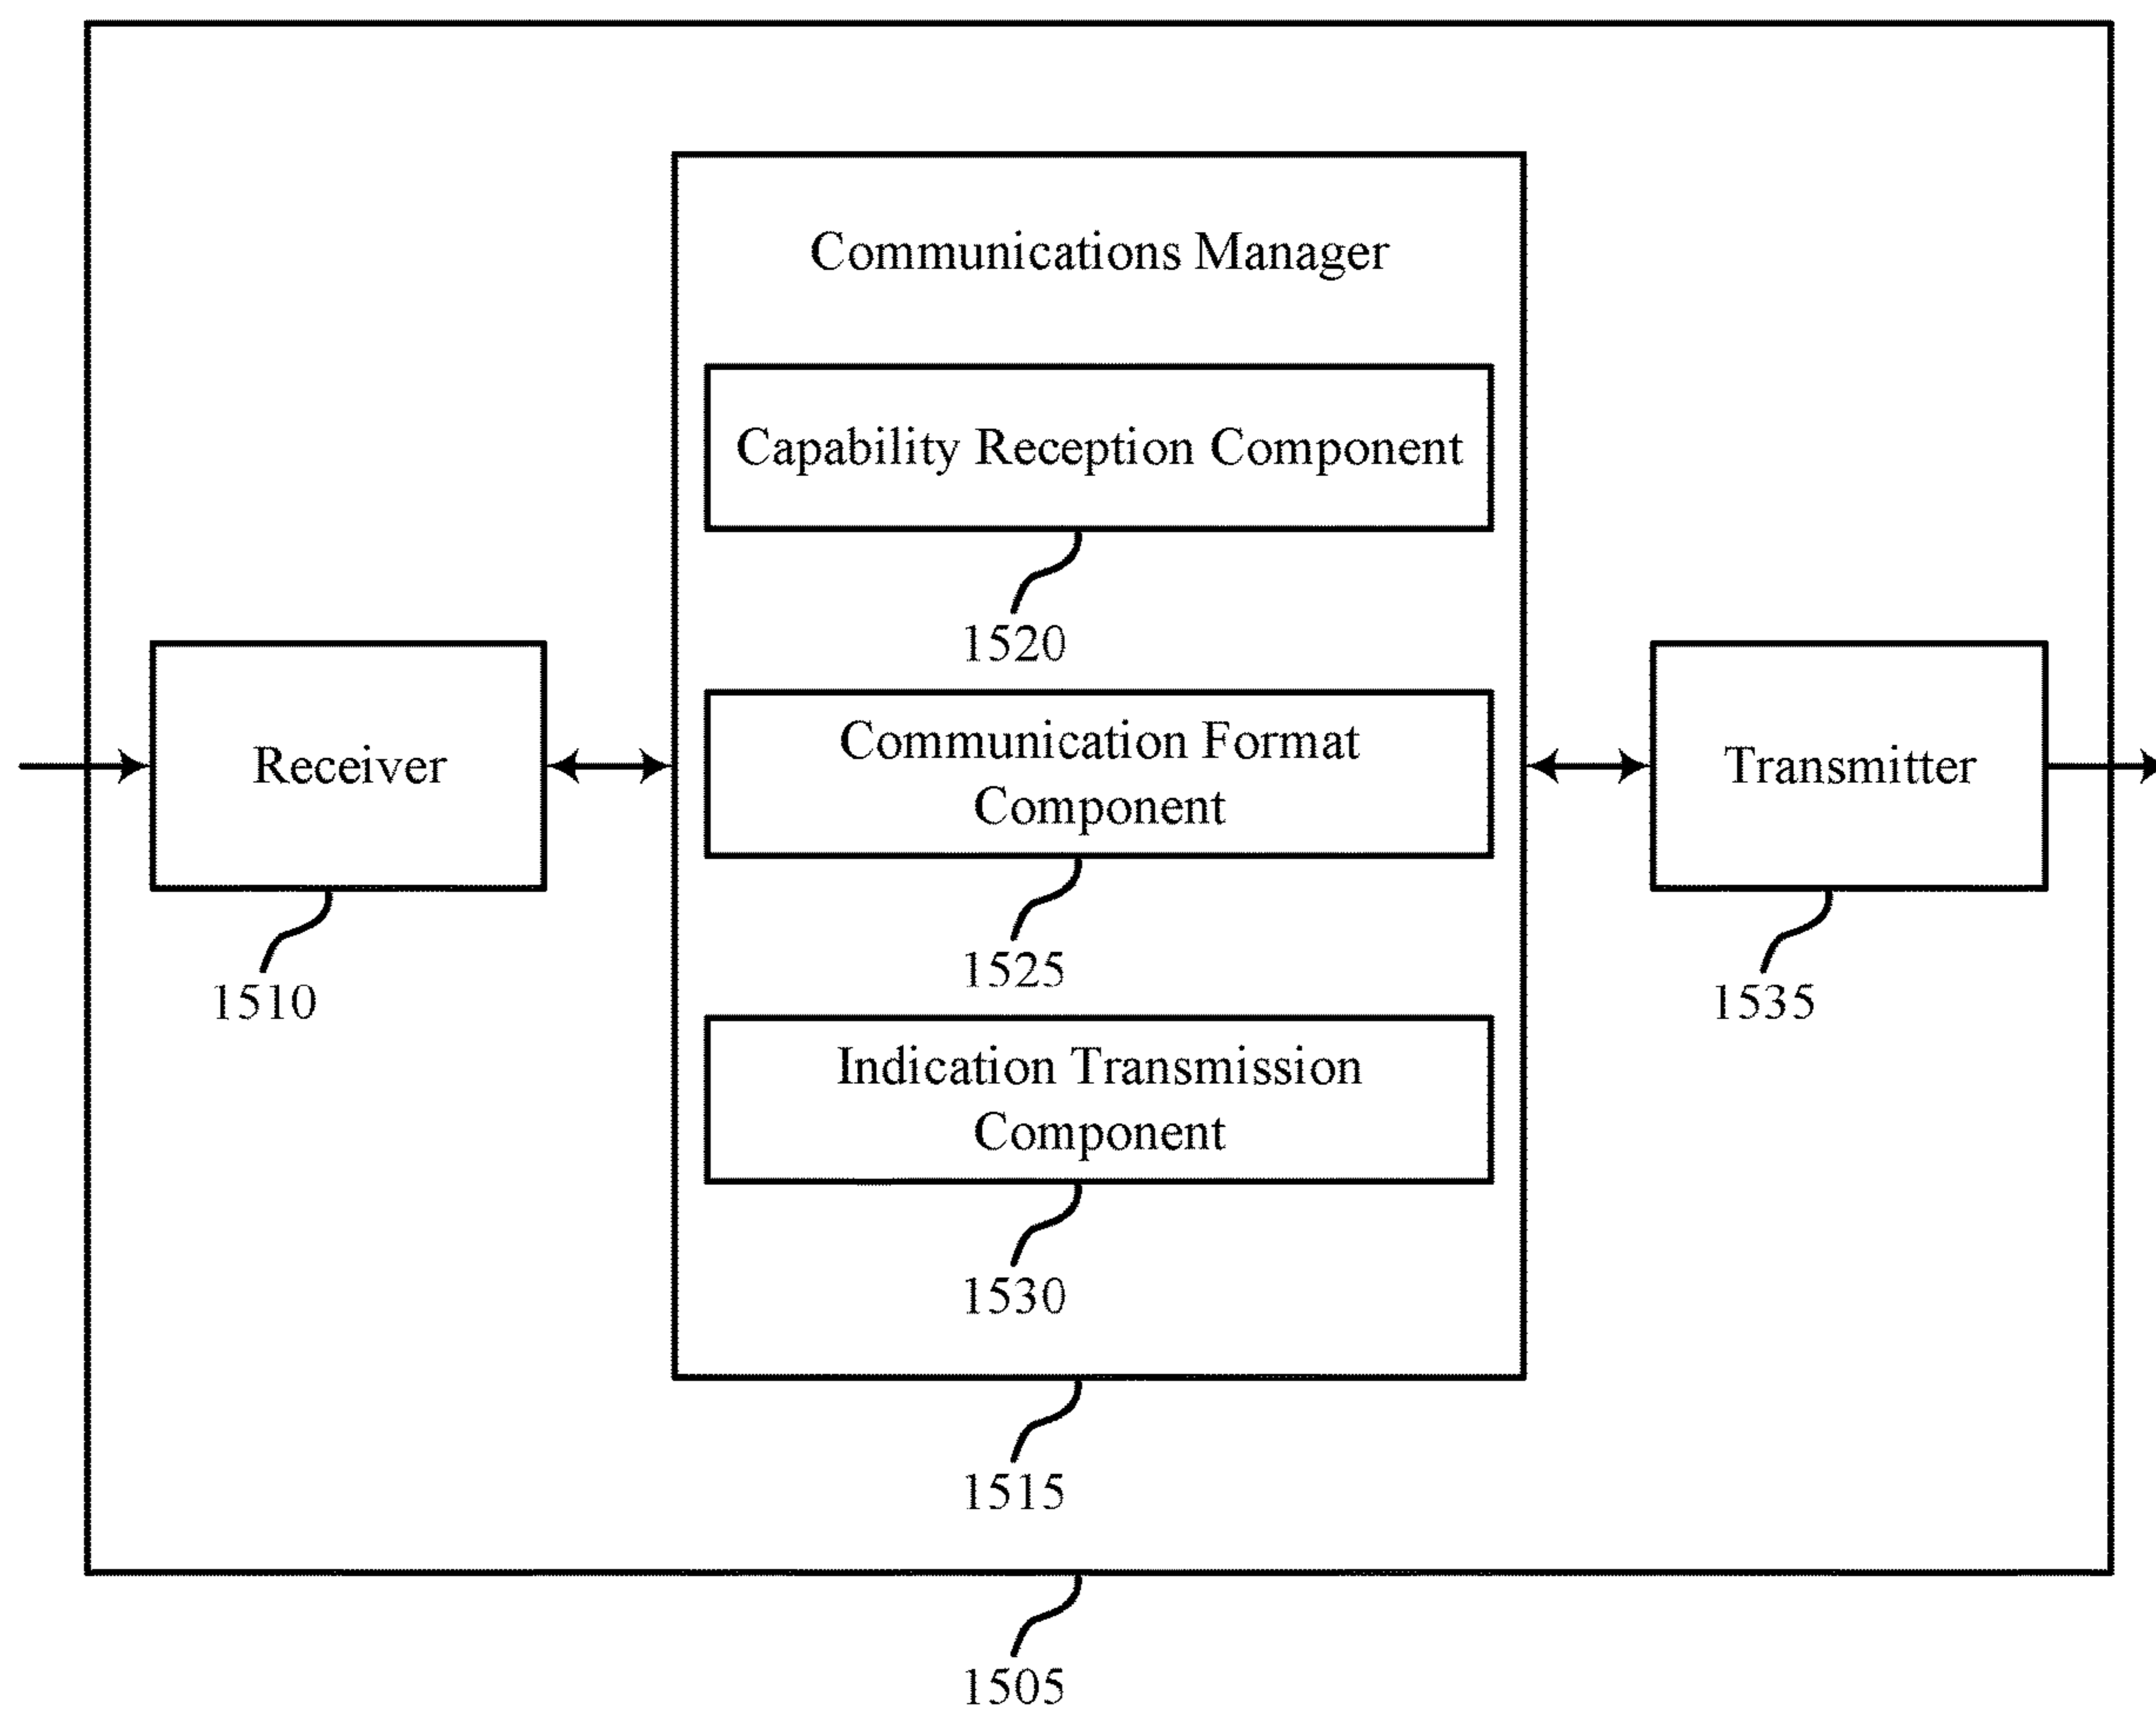 Communications Manager
Capability Reception Component
1520
Receiver
1510
Communication Format
Component
1525
Transmitter
1535
Indication Transmission
Component
1530
1515
1505